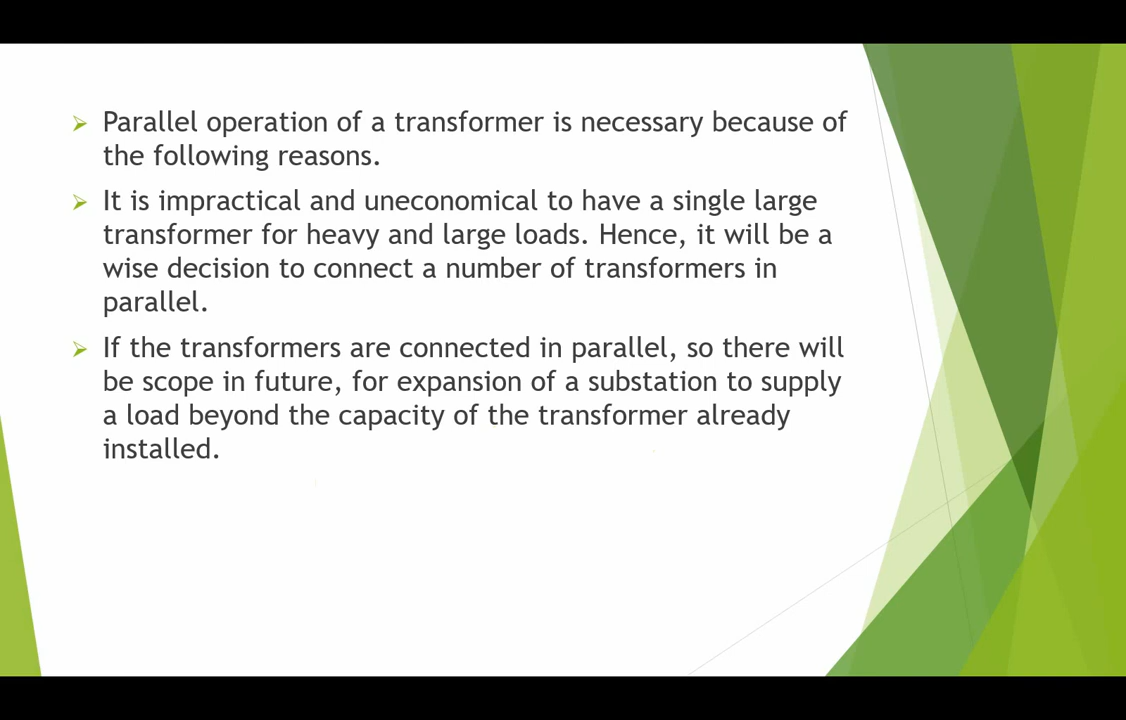 Parallel operation of a transformer is necessary because of
the following reasons.
It is impractical and uneconomical to have a single large
transformer for heavy and large loads. Hence, it will be a
wise decision to connect a number of transformers in
parallel.
If the transformers are connected in parallel, so there will
be scope in future, for expansion of a substation to supply
a load beyond the capacity of the transformer already
installed.